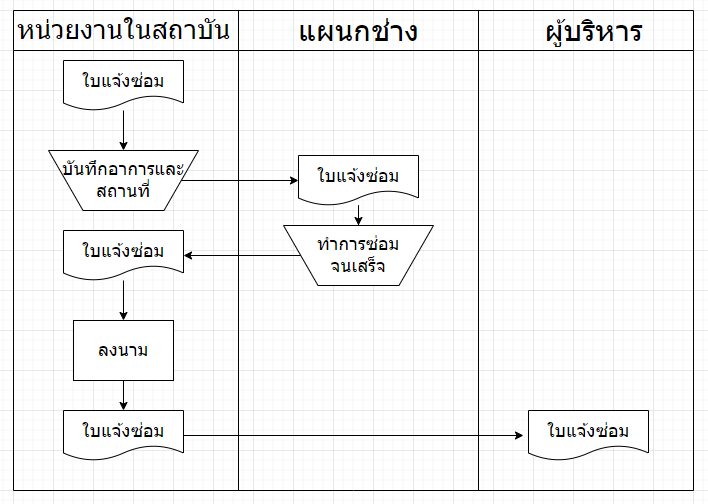 หน่วยงานในสถาบัน
แผนกช่าง
ผู้บริหาร
ใบแจ้งซ่อม
บันทึกอาการและ
สถานที่
ใบแจ้งซ่อม
ทำการซ่อม
จนเสร็จ
ใบแจ้งซ่อม
ลงนาม
ใบแจ้งซ่อม
ใบแจ้งซ่อม